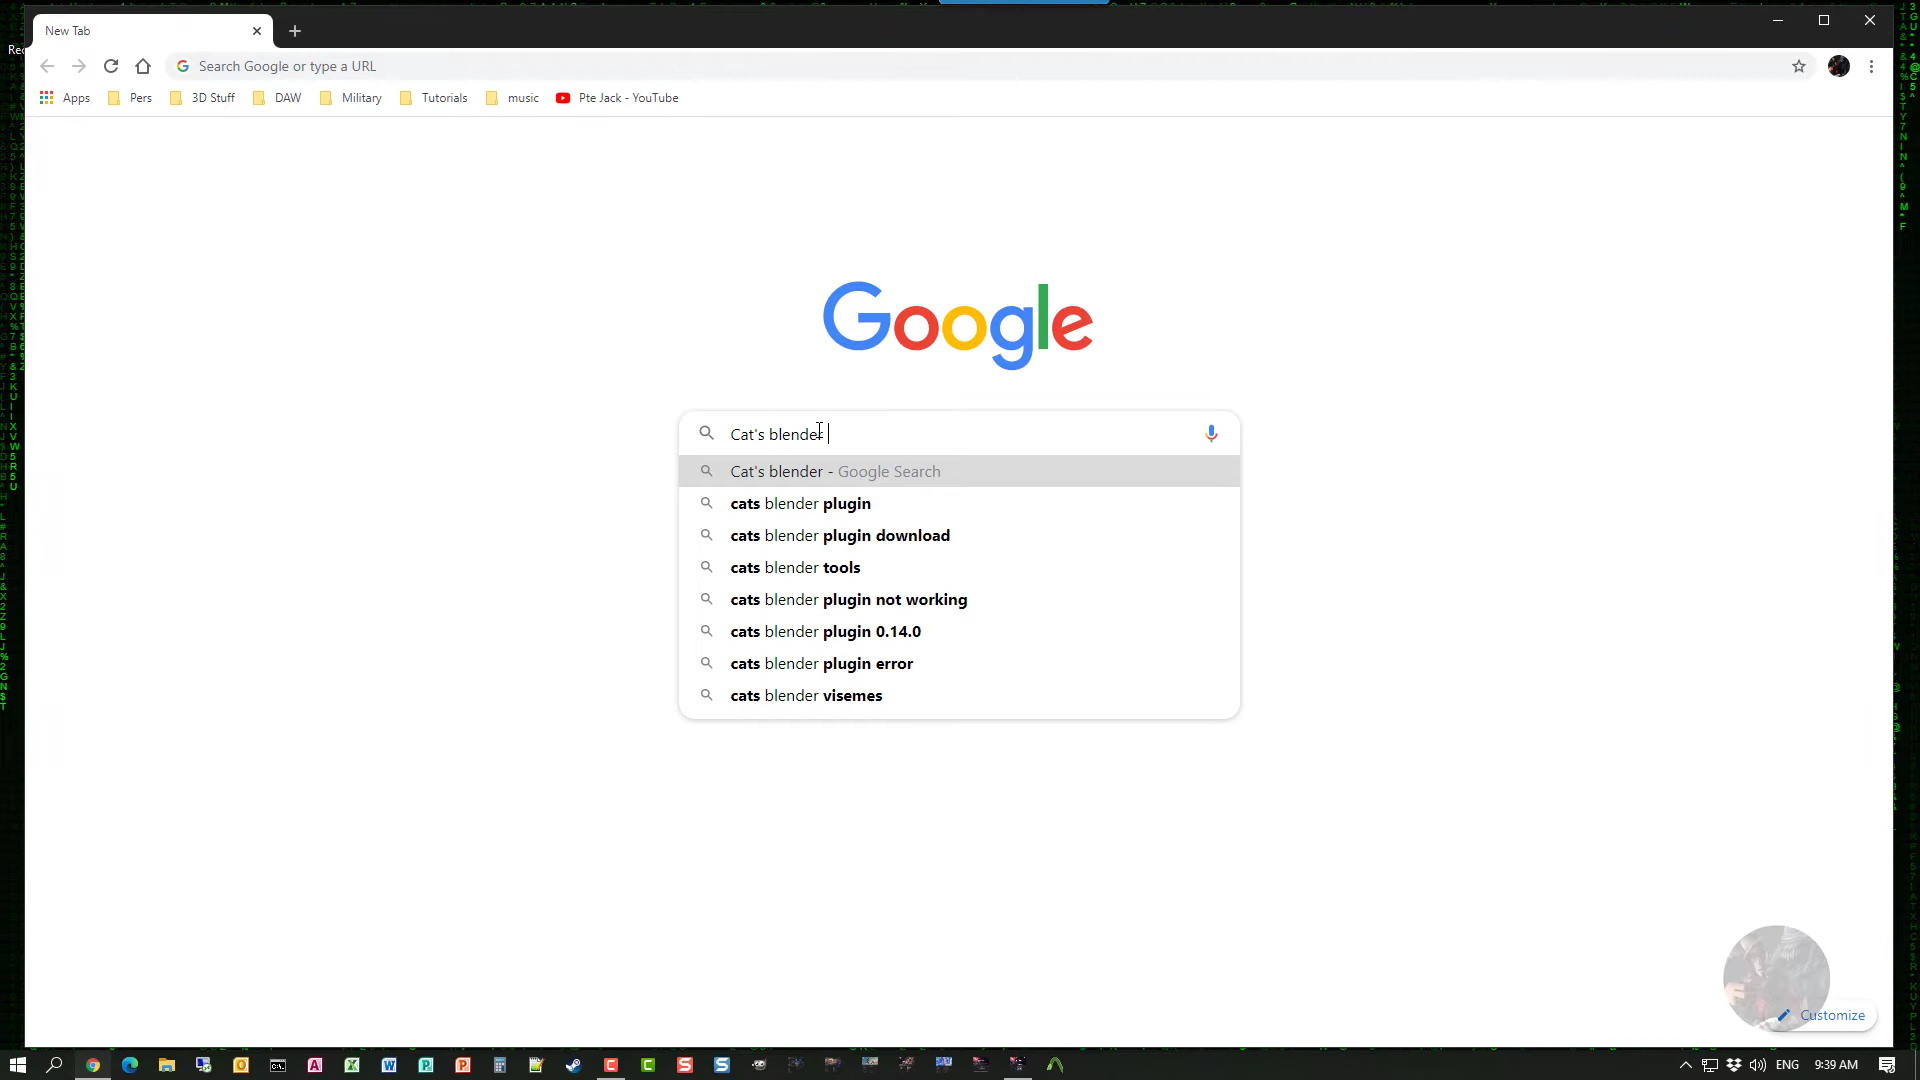 New Tab
Rec
Search Google or type a URL
Apps
Pers
3D Stuff
DAW
Military
Tutorials
music
Pte Jack - YouTube
Google
Cat's blender
Cat's blender - Google Search
cats blender plugin
cats blender plugin download
cats blender tools
cats blender plugin not working
cats blender plugin 0.14.0
cats blender plugin error
cats blender visemes
Customize
ENG
9:39 AM